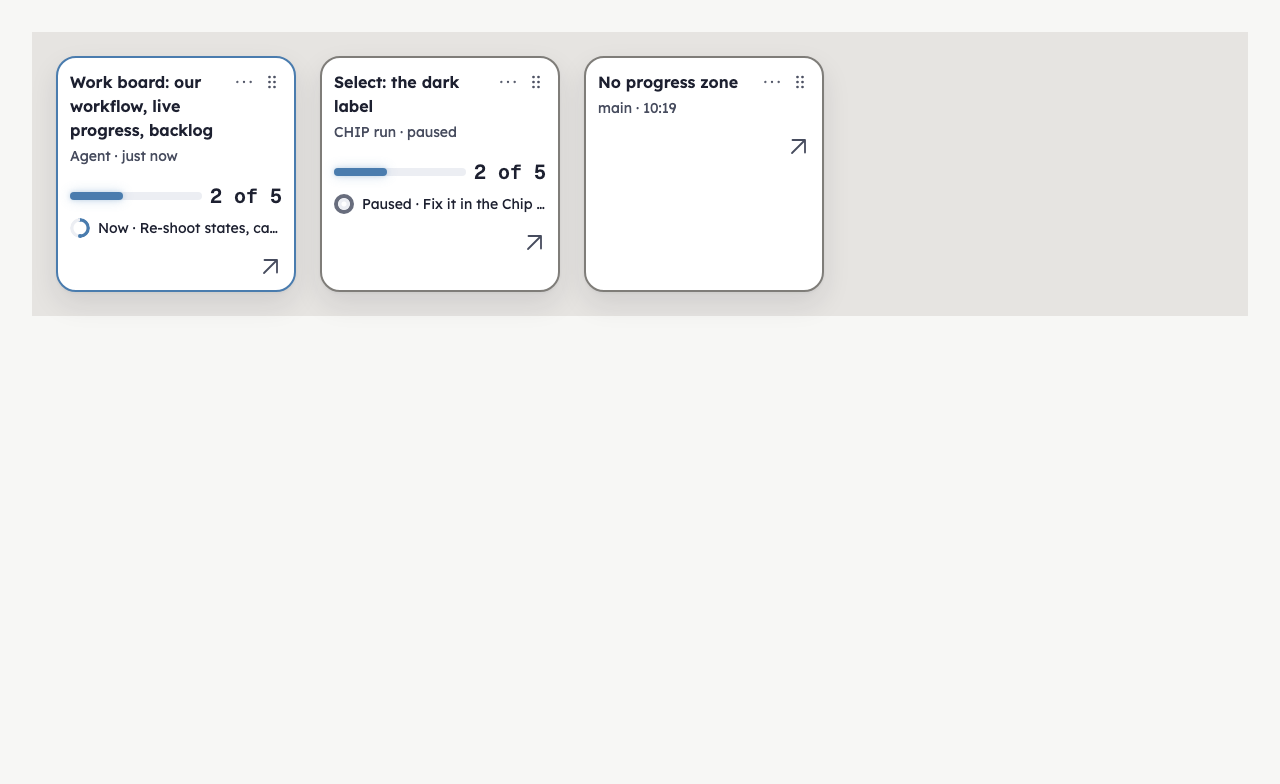 Work board: our
workflow, live
progress, backlog
Agent · just now
2 of 5
Now · Re-shoot states, ca…
Select: the dark
label
CHIP run · paused
2 of 5
Paused · Fix it in the Chip …
No progress zone
main · 10:19